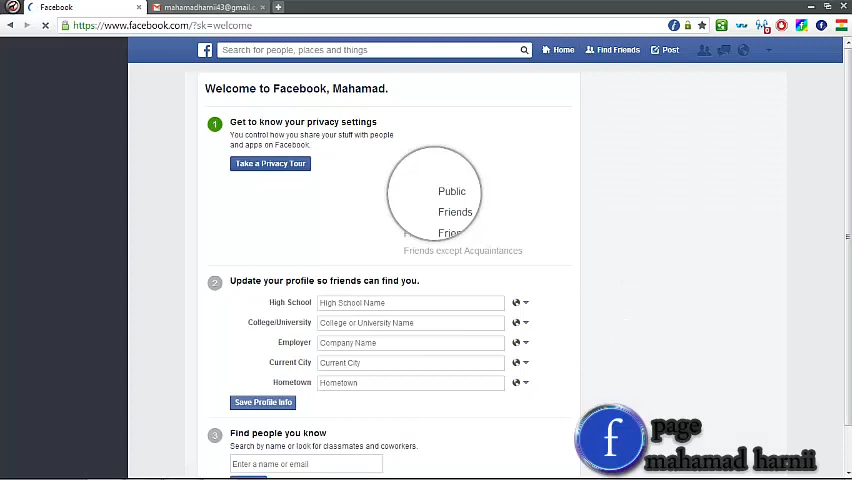 Facebook
mahamadharnii43@gmail.c
https://www.facebook.com/?sk=welcome
Search for people, places and things
Home
Find Friends
Post
Welcome to Facebook, Mahamad.
1
Get to know your privacy settings
You control how you share your stuff with people
and apps on Facebook.
Take a Privacy Tour
Public
Friends
Frien
Friends except Acquaintances
2
Update your profile so friends can find you.
High School
High School Name
College/University
College or University Name
Employer
Company Name
Current City
Current City
Hometown
Hometown
Save Profile Info
3
Find people you know
Search by name or look for classmates and coworkers.
Enter a name or email
f
page
mahamad harnii